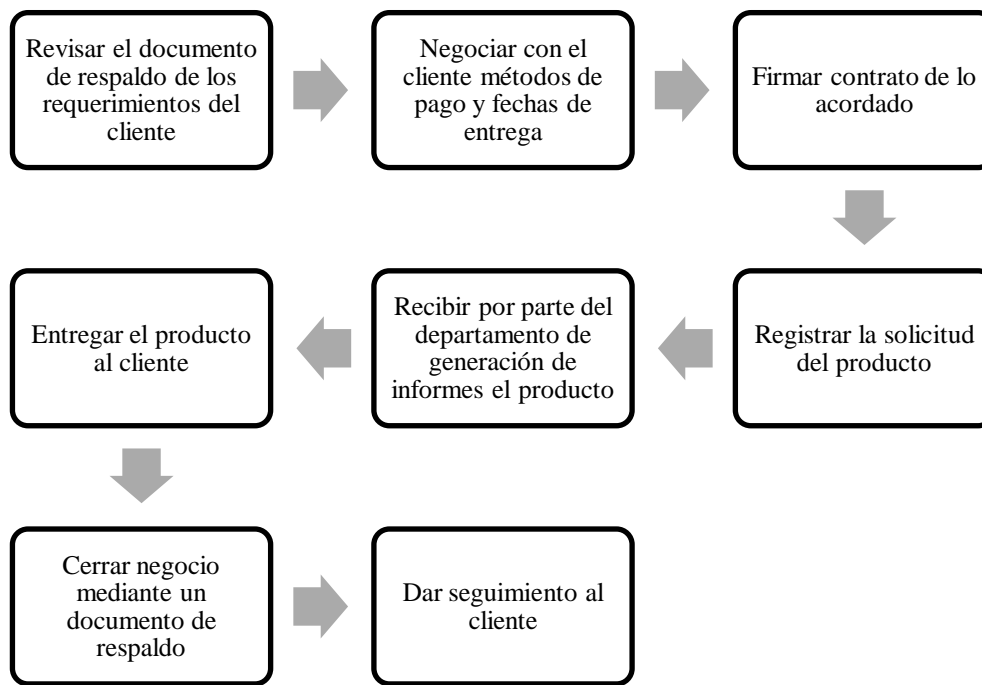 Revisar el documento
de respaldo de los
requerimientos del
cliente
Negociar con el
cliente métodos de
pago y fechas de
entrega
Firmar contrato de lo
acordado
Registrar la solicitud
del producto
Recibir por parte del
departamento de
generación de
informes el producto
Entregar el producto
al cliente
Cerrar negocio
mediante un
documento de
respaldo
Dar seguimiento al
cliente